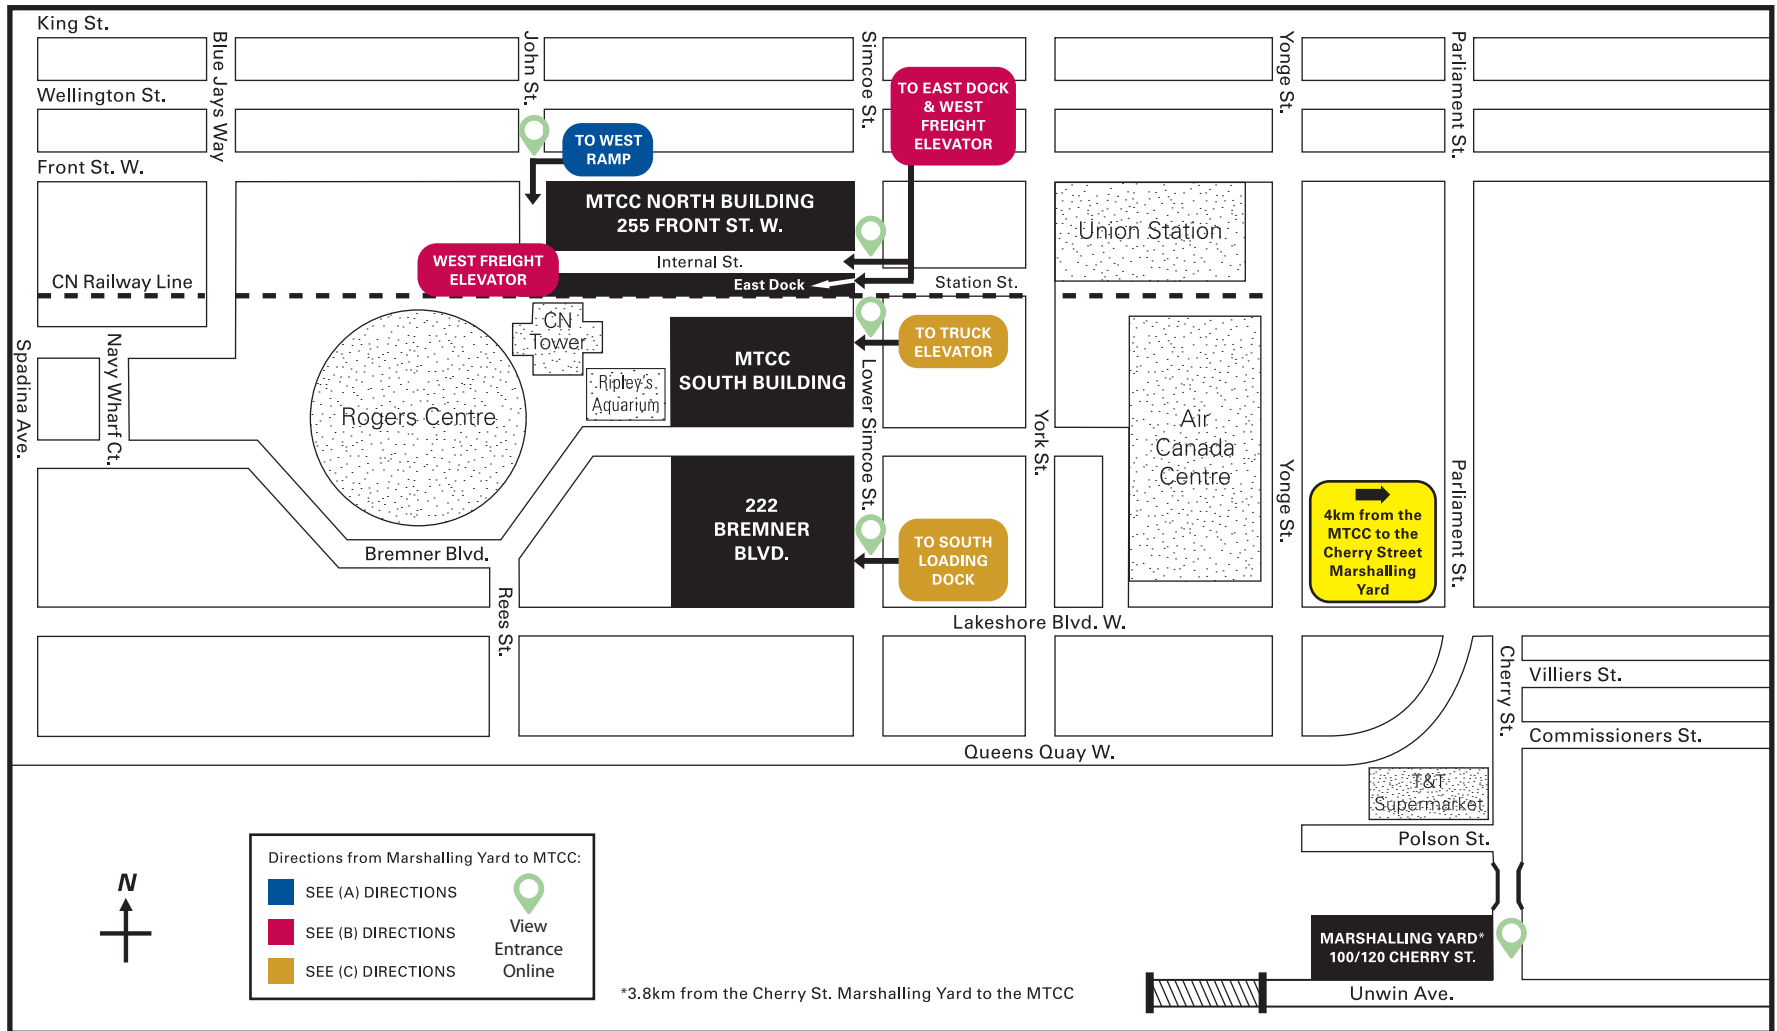 King St.
Blue Jays Way
John St.
Simcoe St.
Yonge St.
Parliament St.
Wellington St.
TO EAST DOCK
& WEST
FREIGHT
ELEVATOR
TO WEST
RAMP
Front St. W.
MTCC NORTH BUILDING
255 FRONT ST. W.
Union Station
WEST FREIGHT
ELEVATOR
Internal St.
CN Railway Line
East Dock
Station St.
CN
Tower
TO TRUCK
ELEVATOR
Spadina Ave.
Navy Wharf Ct.
MTCC
SOUTH BUILDING
Ripley's
Aquarium
Rogers Centre
Lower Simcoe St.
York St.
Air
Canada
Centre
Yonge St.
Parliament St.
222
BREMNER
BLVD.
4km from the
MTCC to the
Cherry Street
Marshalling
Yard
TO SOUTH
LOADING
DOCK
Bremner Blvd.
Rees St.
Lakeshore Blvd. W.
Cherry St.
Villiers St.
Commissioners St.
Queens Quay W.
T&T
Supermarket
Polson St.
Directions from Marshalling Yard to MTCC:
SEE (A) DIRECTIONS
SEE (B) DIRECTIONS
SEE (C) DIRECTIONS
View
Entrance
Online
N
MARSHALLING YARD*
100/120 CHERRY ST.
*3.8km from the Cherry St. Marshalling Yard to the MTCC
Unwin Ave.